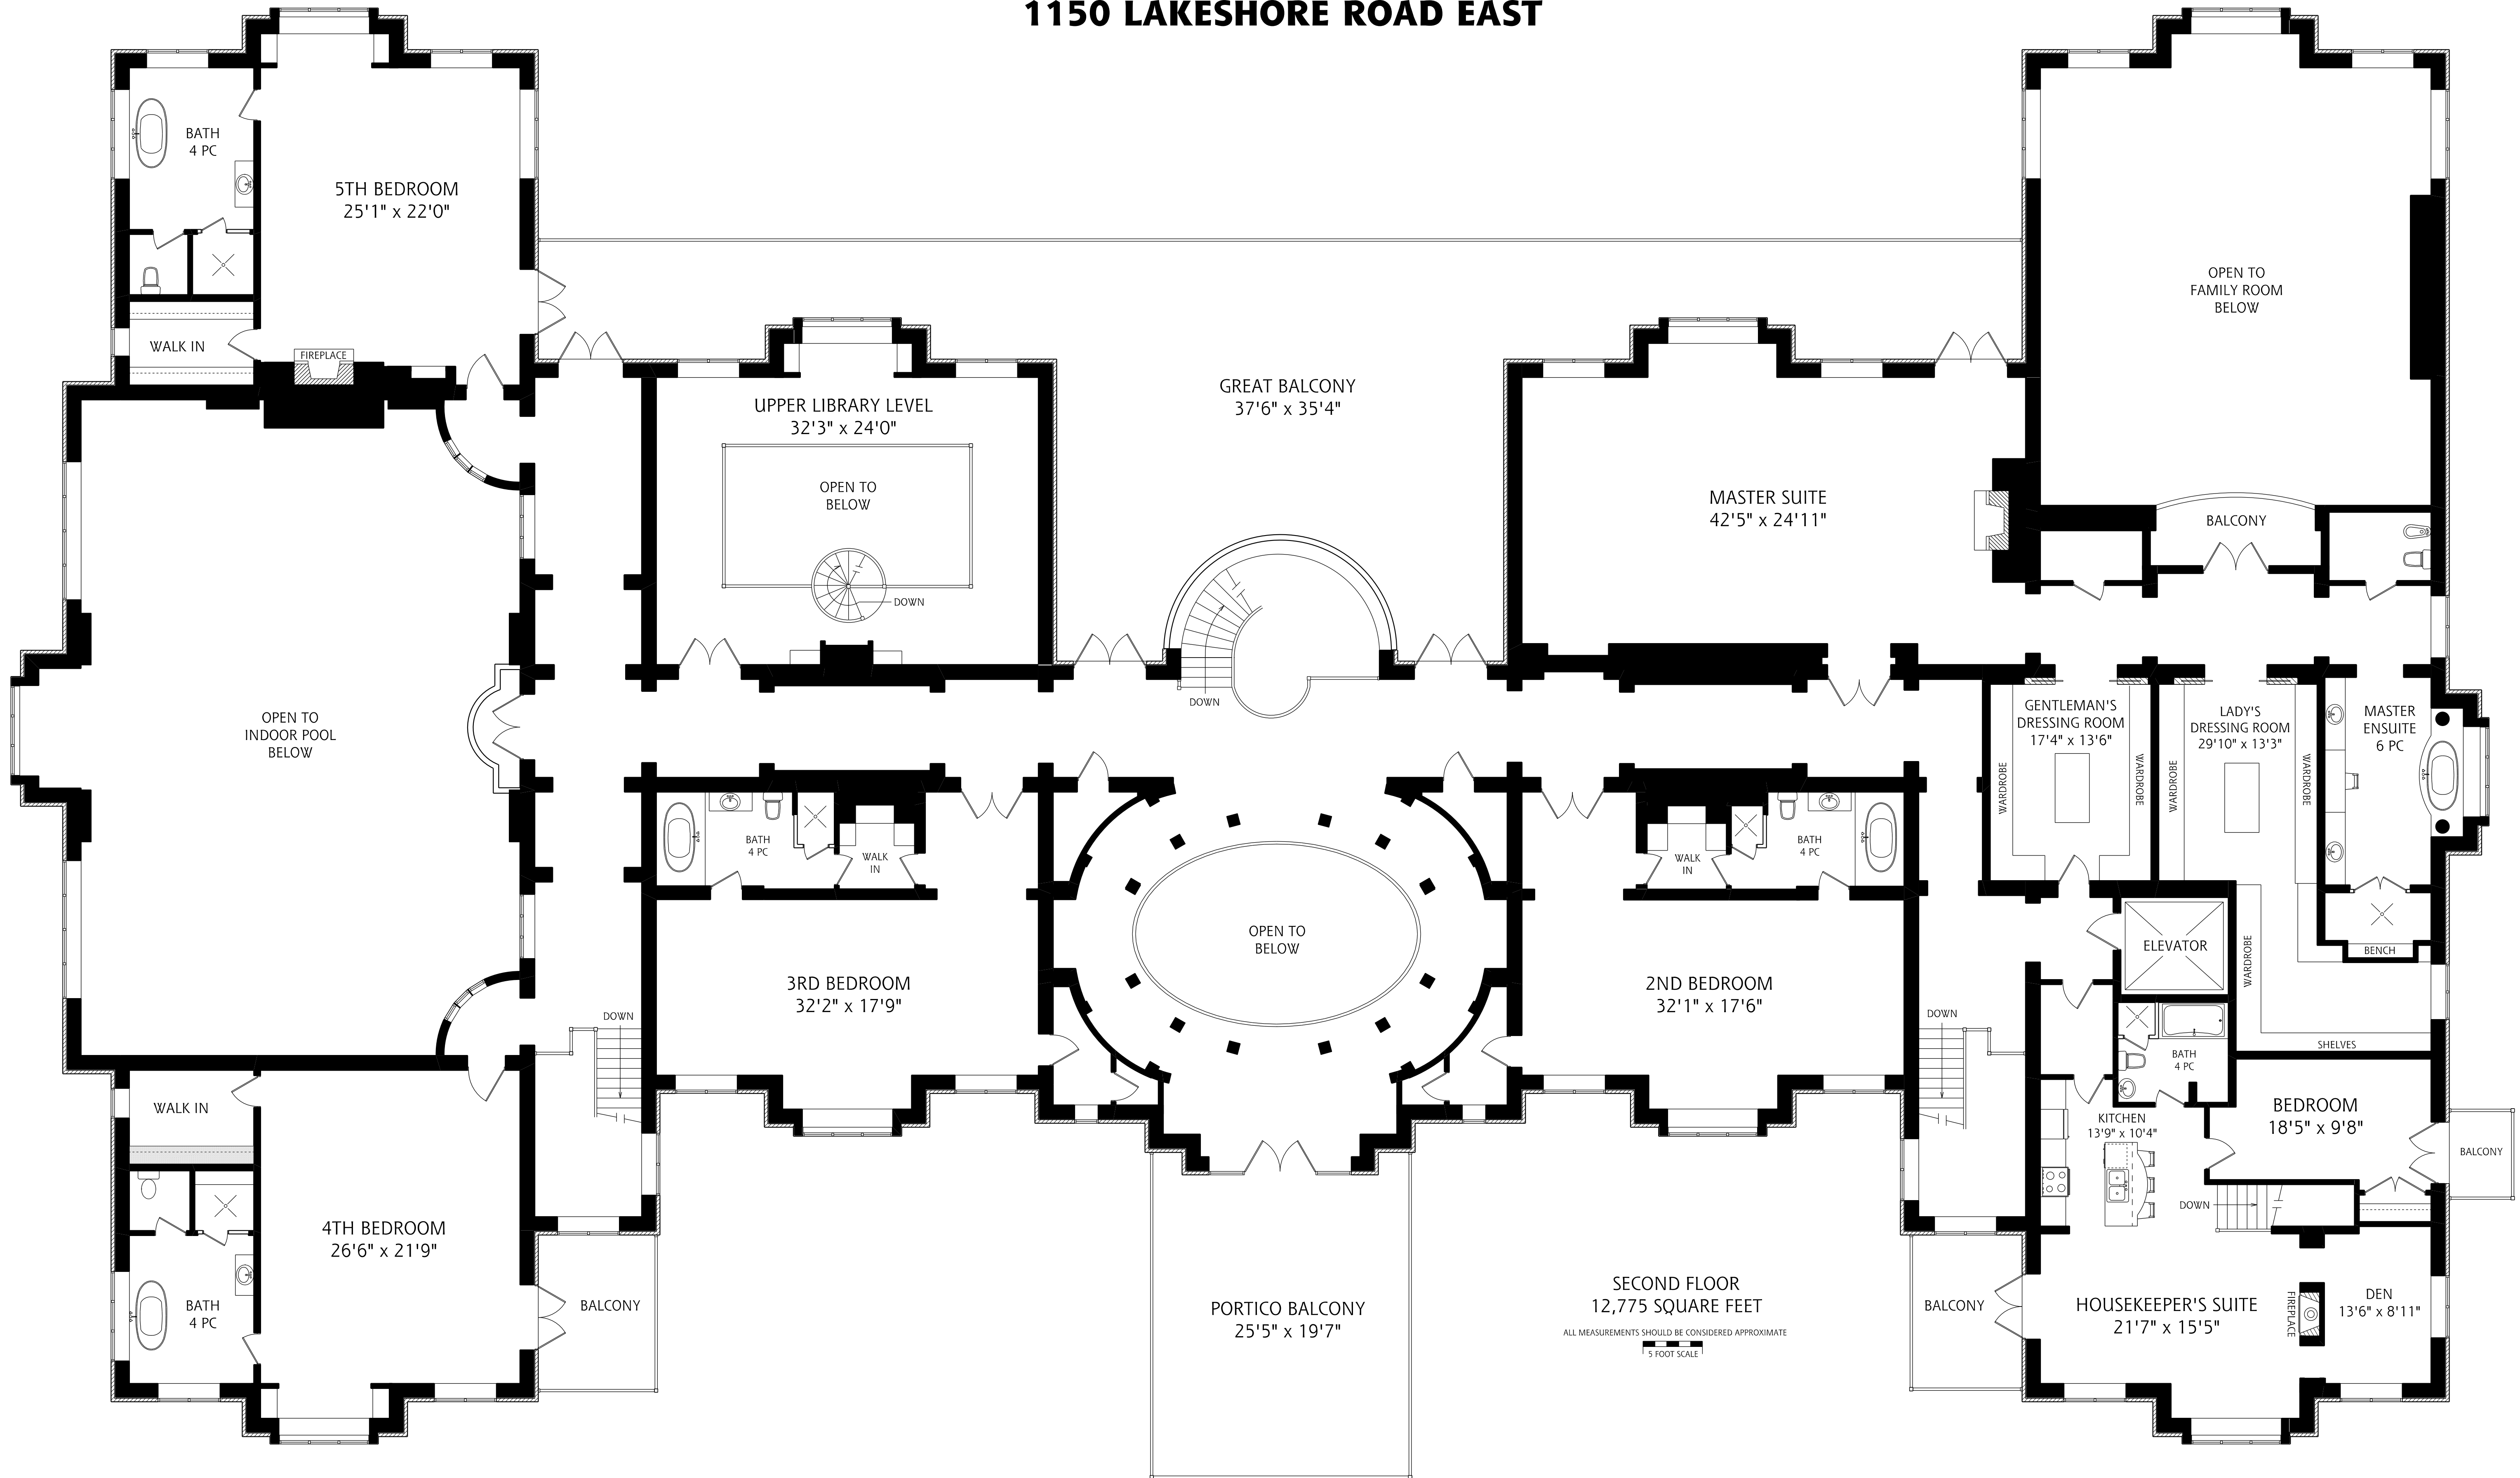 1150 LAKESHORE ROAD EAST
BATH
4 PC
5TH BEDROOM
25'1" x 22'0"
WALK IN
FIREPLACE
OPEN TO
FAMILY ROOM
BELOW
UPPER LIBRARY LEVEL
32'3" x 24'0"
OPEN TO
BELOW
DOWN
GREAT BALCONY
37'6" x 35'4"
DOWN
MASTER SUITE
42'5" x 24'11"
BALCONY
OPEN TO
INDOOR POOL
BELOW
GENTLEMAN'S
DRESSING ROOM
17'4" x 13'6"
WARDROBE
WARDROBE
LADY'S
DRESSING ROOM
29'10" x 13'3"
WARDROBE
WARDROBE
WARDROBE
SHELVES
MASTER
ENSUITE
6 PC
BENCH
ELEVATOR
BATH
4 PC
WALK
IN
3RD BEDROOM
32'2" x 17'9"
OPEN TO
BELOW
WALK
IN
BATH
4 PC
2ND BEDROOM
32'1" x 17'6"
DOWN
DOWN
BATH
4 PC
KITCHEN
13'9" x 10'4"
BEDROOM
18'5" x 9'8"
BALCONY
DOWN
WALK IN
4TH BEDROOM
26'6" x 21'9"
BATH
4 PC
BALCONY
PORTICO BALCONY
25'5" x 19'7"
SECOND FLOOR
12,775 SQUARE FEET
ALL MEASUREMENTS SHOULD BE CONSIDERED APPROXIMATE
5 FOOT SCALE
BALCONY
HOUSEKEEPER'S SUITE
21'7" x 15'5"
FIREPLACE
DEN
13'6" x 8'11"